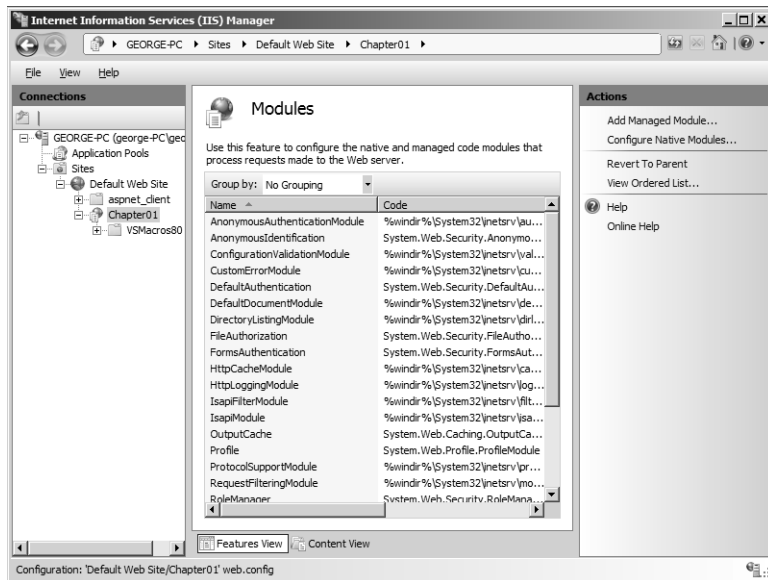 Internet Information Services (IIS) Manager
GEORGE-PC Sites Default Web Site Chapter01
File View Help
Connections
GEORGE-PC (george-PC\geo
Application Pools
Sites
Default Web Site
aspnet_client
Chapter01
VSMacros80
Modules
Use this feature to configure the native and managed code modules that
process requests made to the Web server.
Group by: No Grouping
Name Code
AnonymousAuthenticationModule %windir%\System32\inetsrv\au...
AnonymousIdentification System.Web.Security.Anonymo...
ConfigurationValidationModule %windir%\System32\inetsrv\val...
CustomErrorModule %windir%\System32\inetsrv\cu...
DefaultAuthentication System.Web.Security.DefaultAu...
DefaultDocumentModule %windir%\System32\inetsrv\de...
DirectoryListingModule %windir%\System32\inetsrv\dirl...
FileAuthorization System.Web.Security.FileAutho...
FormsAuthentication System.Web.Security.FormsAut...
HttpCacheModule %windir%\System32\inetsrv\ca...
HttpLoggingModule %windir%\System32\inetsrv\log...
IsapiFilterModule %windir%\System32\inetsrv\filt...
IsapiModule %windir%\System32\inetsrv\isa...
OutputCache System.Web.Caching.OutputCa...
Profile System.Web.Profile.ProfileModule
ProtocolSupportModule %windir%\System32\inetsrv\pr...
RequestFilteringModule %windir%\System32\inetsrv\mo...
RoleManager System.Web.Security.RoleMana...
Features View Content View
Actions
Add Managed Module...
Configure Native Modules...
Revert To Parent
View Ordered List...
Help
Online Help
Configuration: 'Default Web Site/Chapter01' web.config